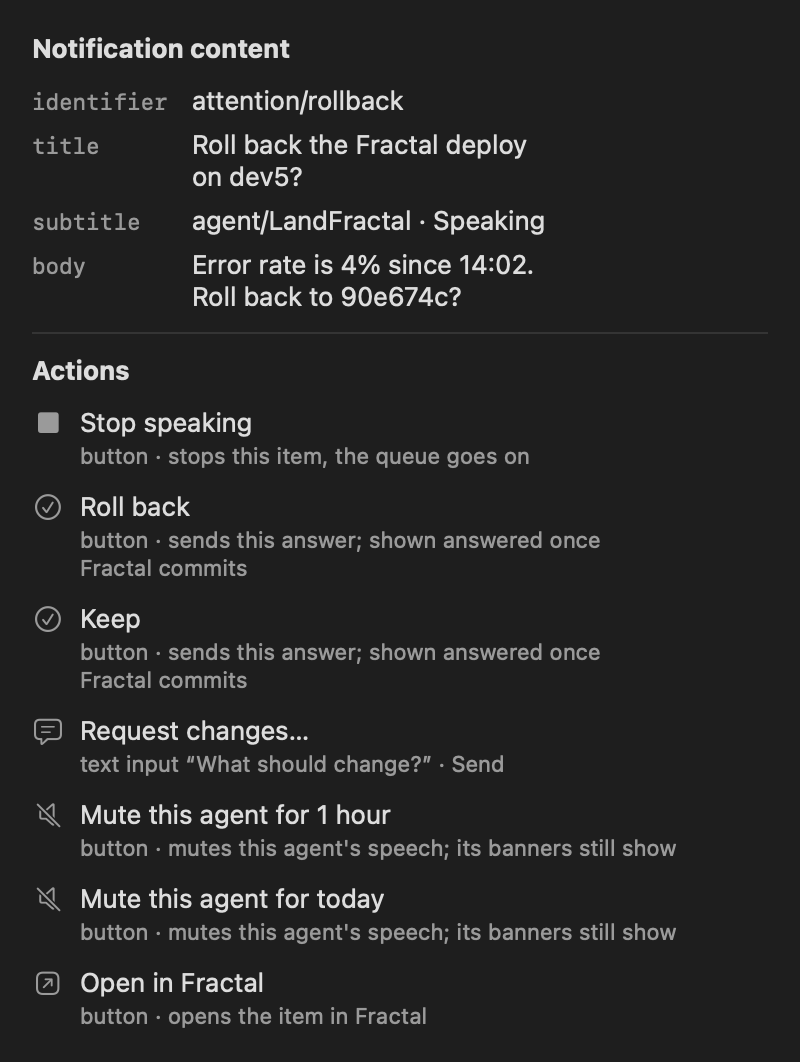 Notification content
identifier attention/rollback
title Roll back the Fractal deploy
on dev5?
subtitle agent/LandFractal · Speaking
body Error rate is 4% since 14:02.
Roll back to 90e674c?
Actions
Stop speaking
button · stops this item, the queue goes on
Roll back
button · sends this answer; shown answered once
Fractal commits
Keep
button · sends this answer; shown answered once
Fractal commits
Request changes…
text input “What should change?” · Send
Mute this agent for 1 hour
button · mutes this agent's speech; its banners still show
Mute this agent for today
button · mutes this agent's speech; its banners still show
Open in Fractal
button · opens the item in Fractal